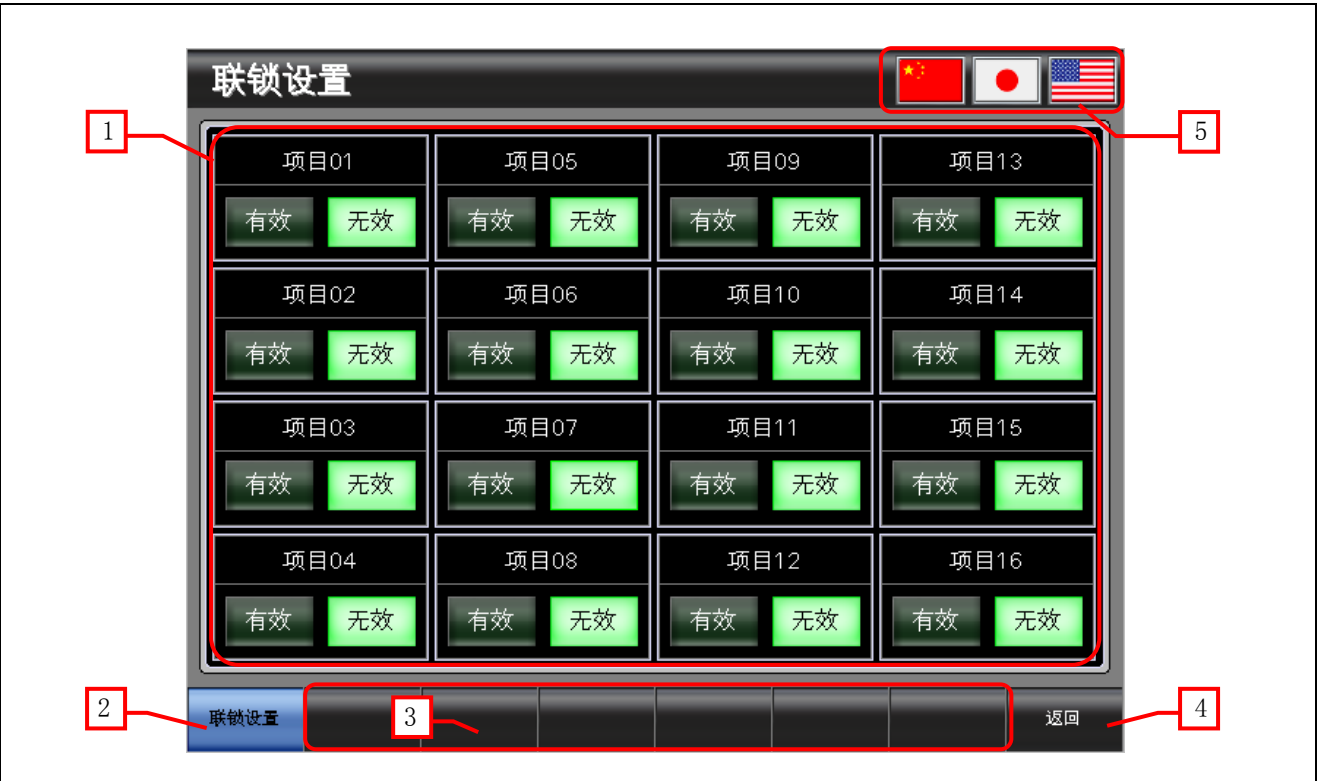 联锁设置
1
5
项目01 项目05 项目09 项目13
有效 无效 有效 无效 有效 无效 有效 无效
项目02 项目06 项目10 项目14
有效 无效 有效 无效 有效 无效 有效 无效
项目03 项目07 项目11 项目15
有效 无效 有效 无效 有效 无效 有效 无效
项目04 项目08 项目12 项目16
有效 无效 有效 无效 有效 无效 有效 无效
2
3
4
联锁设置 返回